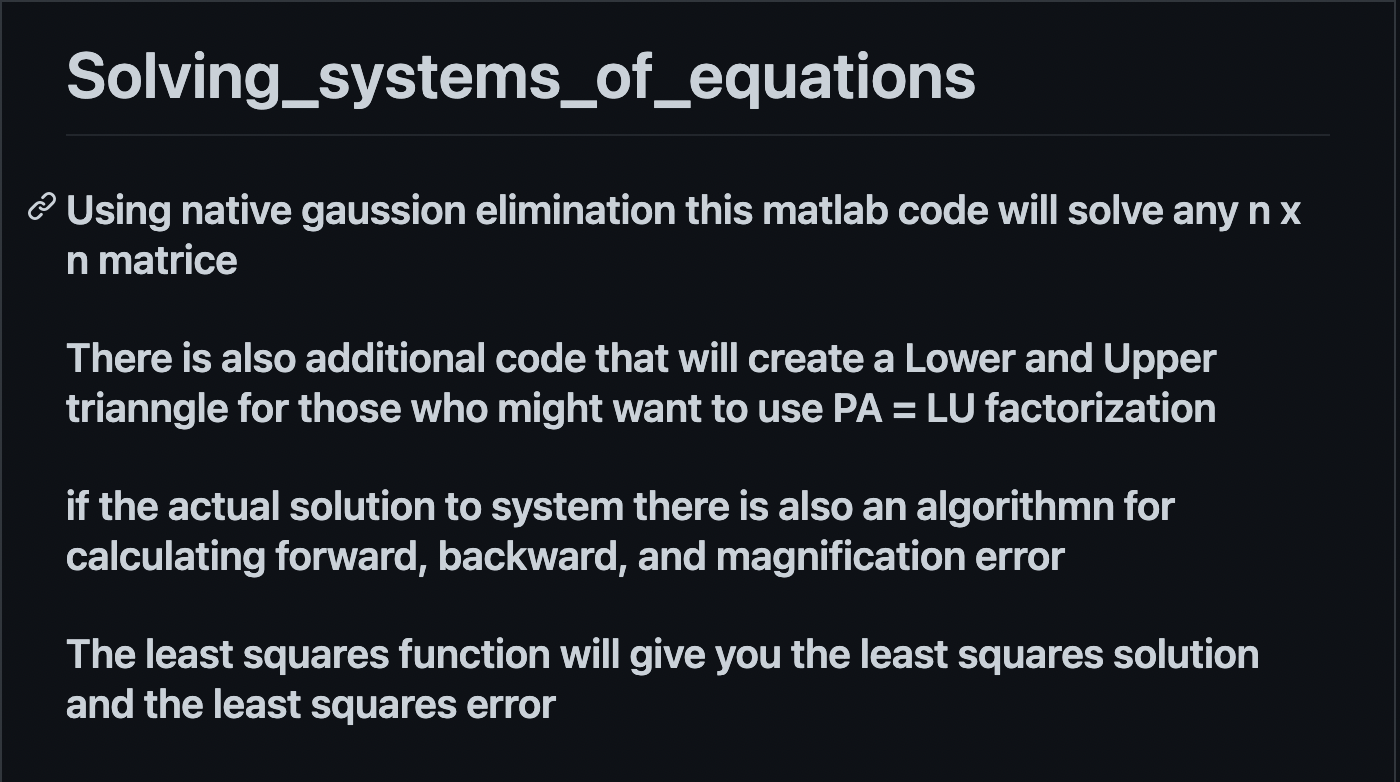 Solving_systems_of_equations
Using native gaussion elimination this matlab code will solve any n x
n matrice
There is also additional code that will create a Lower and Upper
trianngle for those who might want to use PA = LU factorization
if the actual solution to system there is also an algorithmn for
calculating forward, backward, and magnification error
The least squares function will give you the least squares solution
and the least squares error